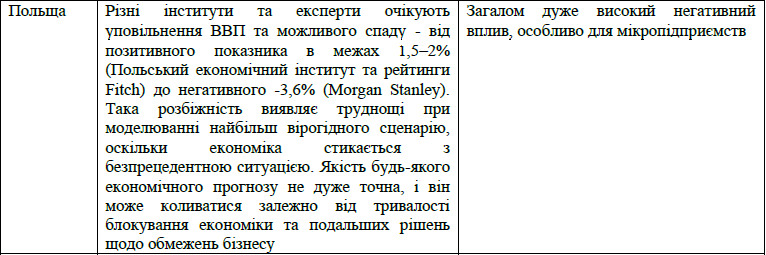 Польща
Різні інститути та експерти очікують
уповільнення ВВП та можливого спаду - від
позитивного показника в межах 1,5–2%
(Польський економічний інститут та рейтинги
Fitch) до негативного -3,6% (Morgan Stanley).
Така розбіжність виявляє труднощі при
моделюванні найбільш вірогідного сценарію,
оскільки економіка стикається з
безпрецедентною ситуацією. Якість будь-якого
економічного прогнозу не дуже точна, і він
може коливатися залежно від тривалості
блокування економіки та подальших рішень
щодо обмежень бізнесу
Загалом дуже високий негативний
вплив, особливо для мікропідприємств